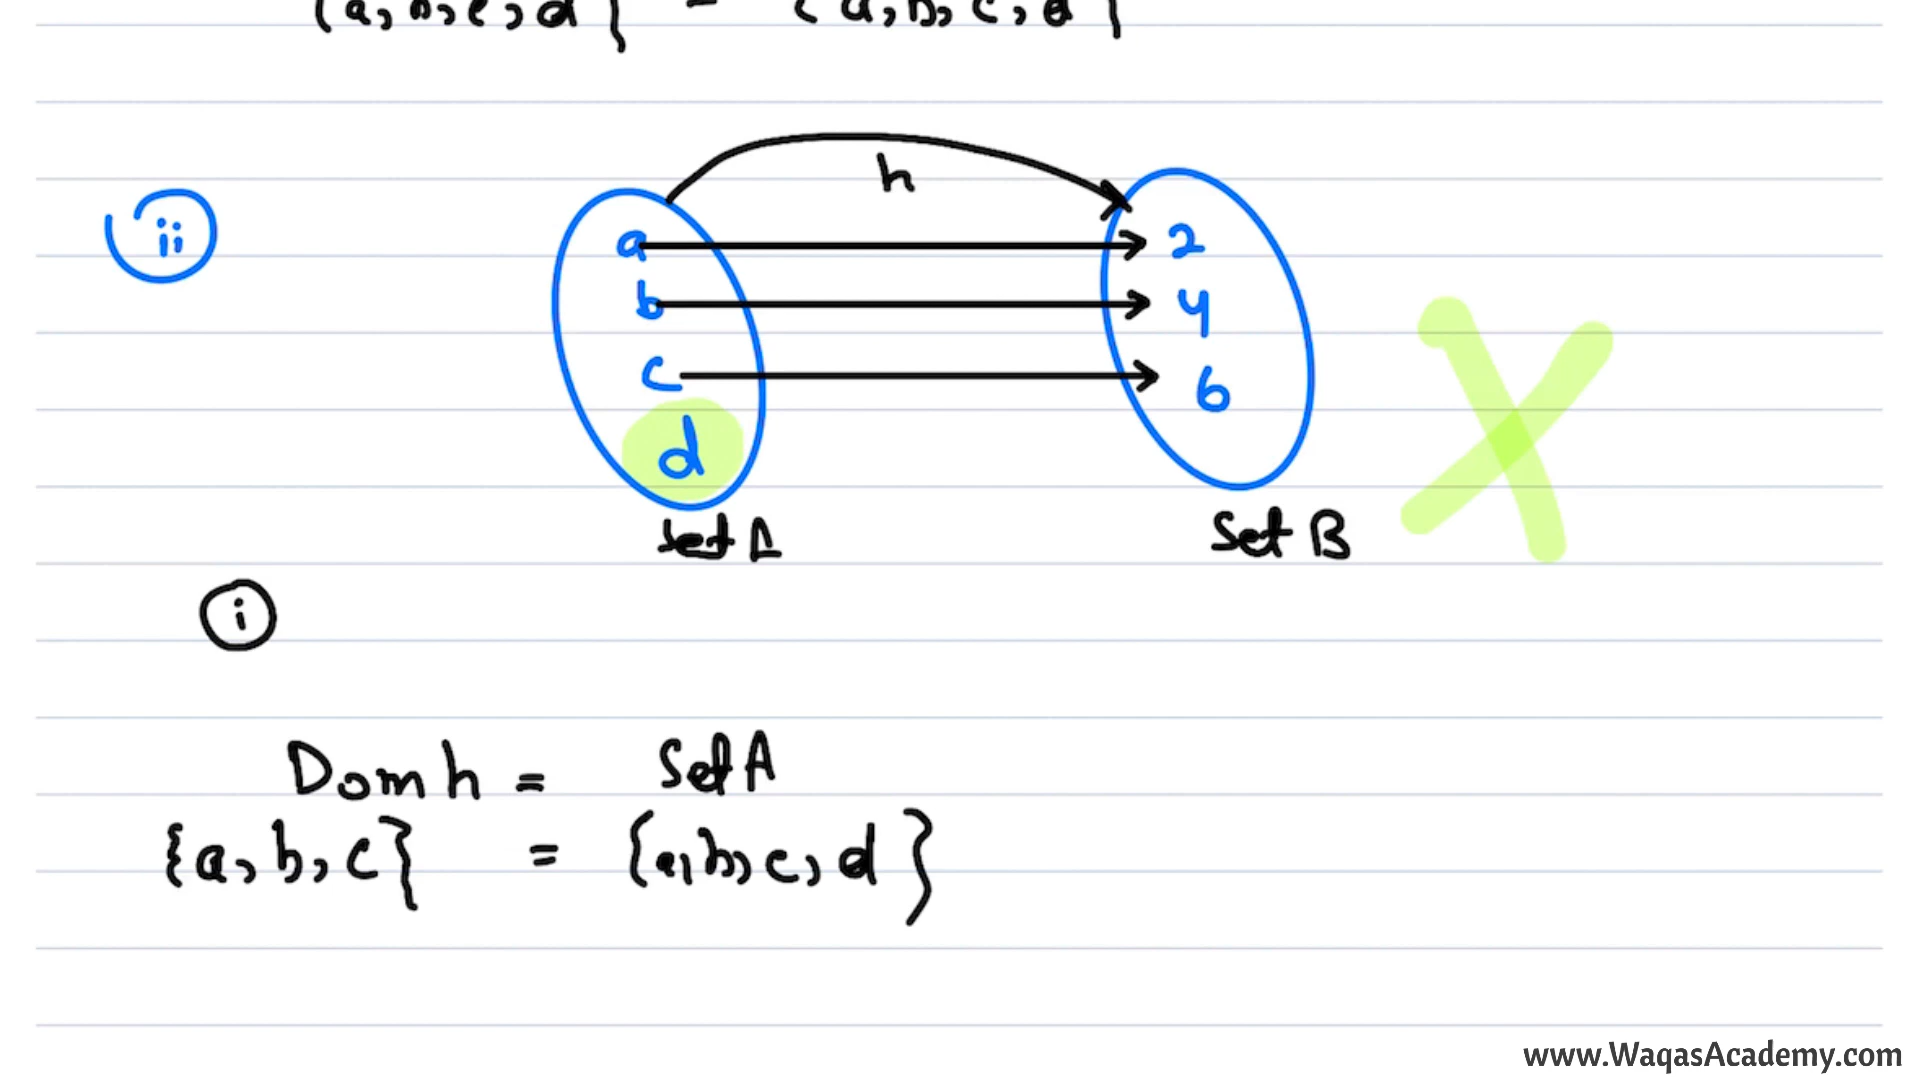 {a, b, c, d} = {a, b, c, d}
ii
h
a 2
b 4
c 6
d
Set A Set B
i
Dom h = Set A
{a, b, c} = {a, b, c, d}
www.WaqasAcademy.com